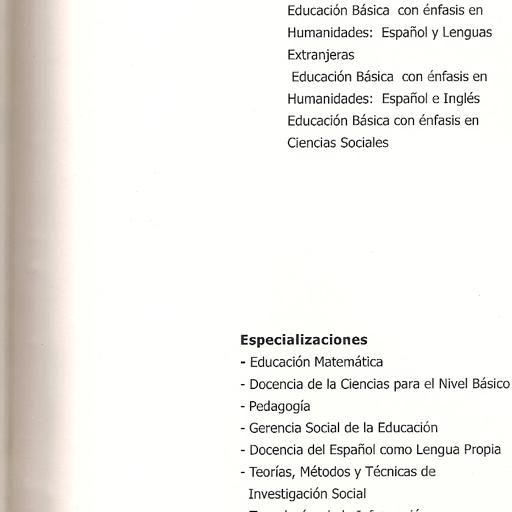 Educación Básica  con énfasis en
Humanidades:  Español y Lenguas
Extranjeras
Educación Básica  con énfasis en
Humanidades:  Español e Inglés
Educación Básica con énfasis en
Ciencias Sociales
Especializaciones
- Educación Matemática
- Docencia de la Ciencias para el Nivel Básico
- Pedagogía
- Gerencia Social de la Educación
- Docencia del Español como Lengua Propia
- Teorías, Métodos y Técnicas de
Investigación Social